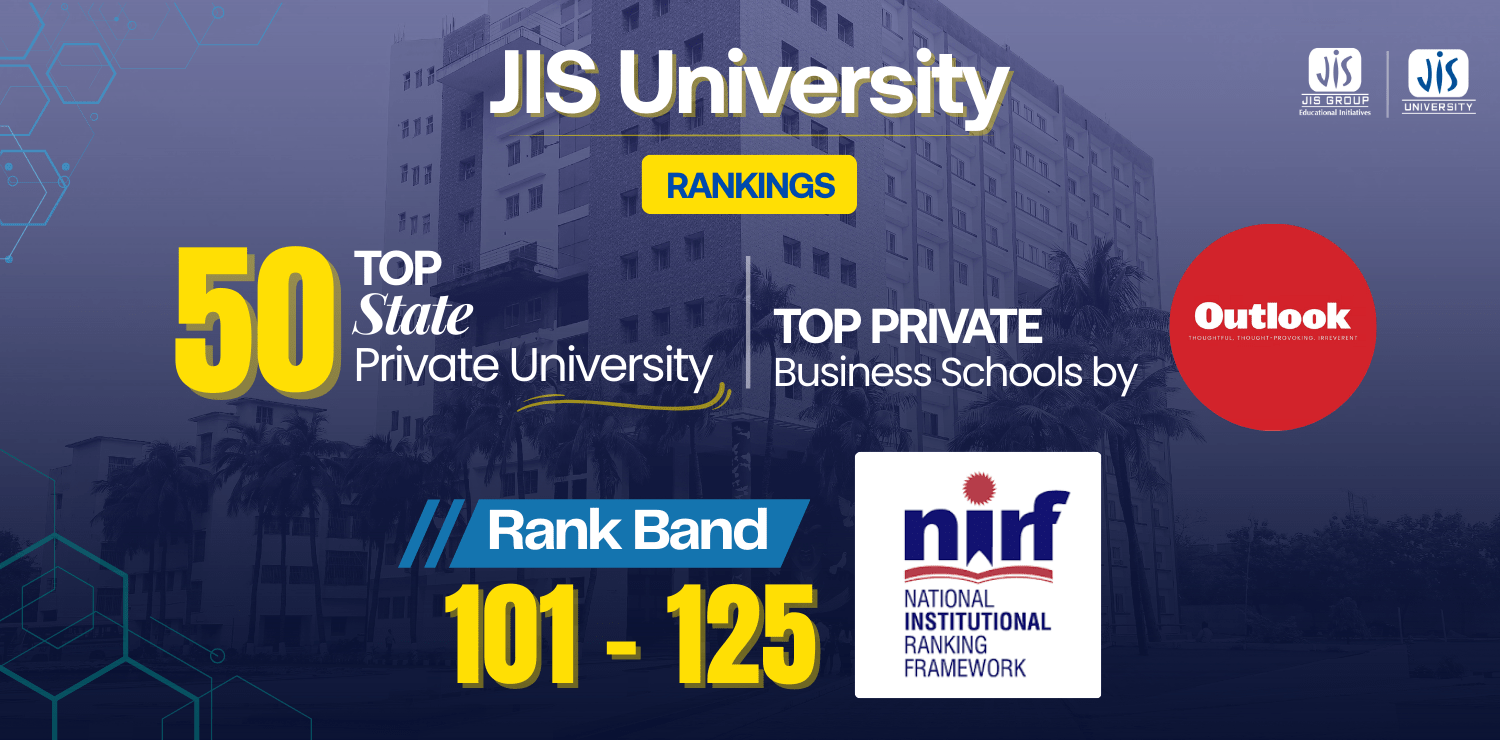 JIS University
JIS
JIS GROUP
Educational Initiatives
JIS
UNIVERSITY
RANKINGS
50
TOP
State
Private University
TOP PRIVATE
Business Schools by
Outlook
THOUGHTFUL, THOUGHT-PROVOKING, IRREVERENT
Rank Band
101 - 125
nirf
NATIONAL
INSTITUTIONAL
RANKING
FRAMEWORK